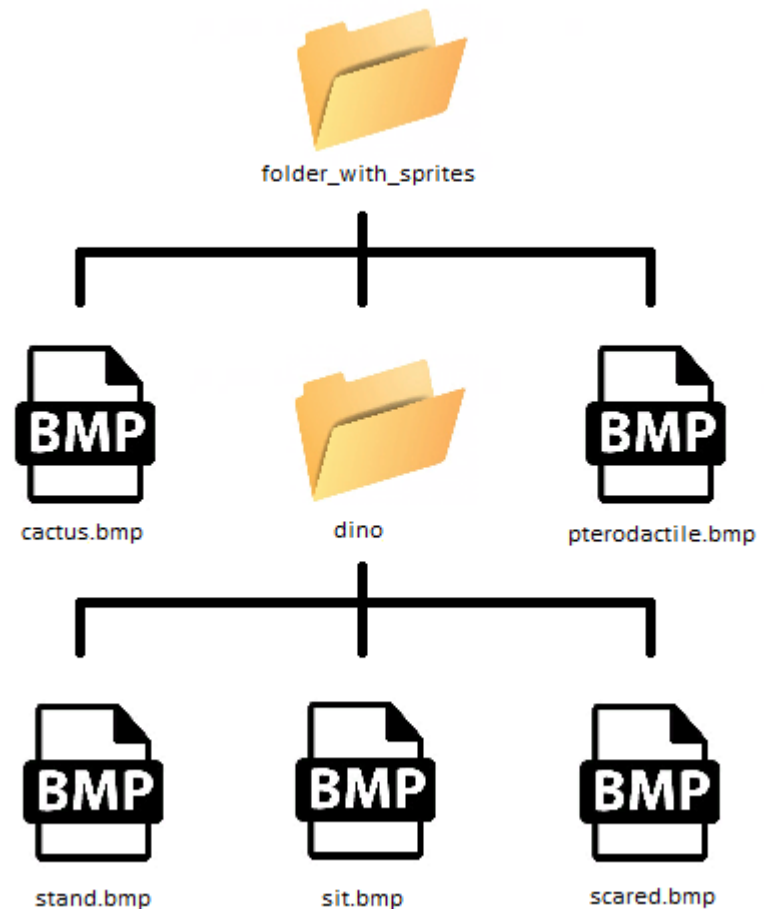 folder_with_sprites
BMP
BMP
cactus.bmp
dino
pterodactile.bmp
BMP
BMP
BMP
stand.bmp
sit.bmp
scared.bmp